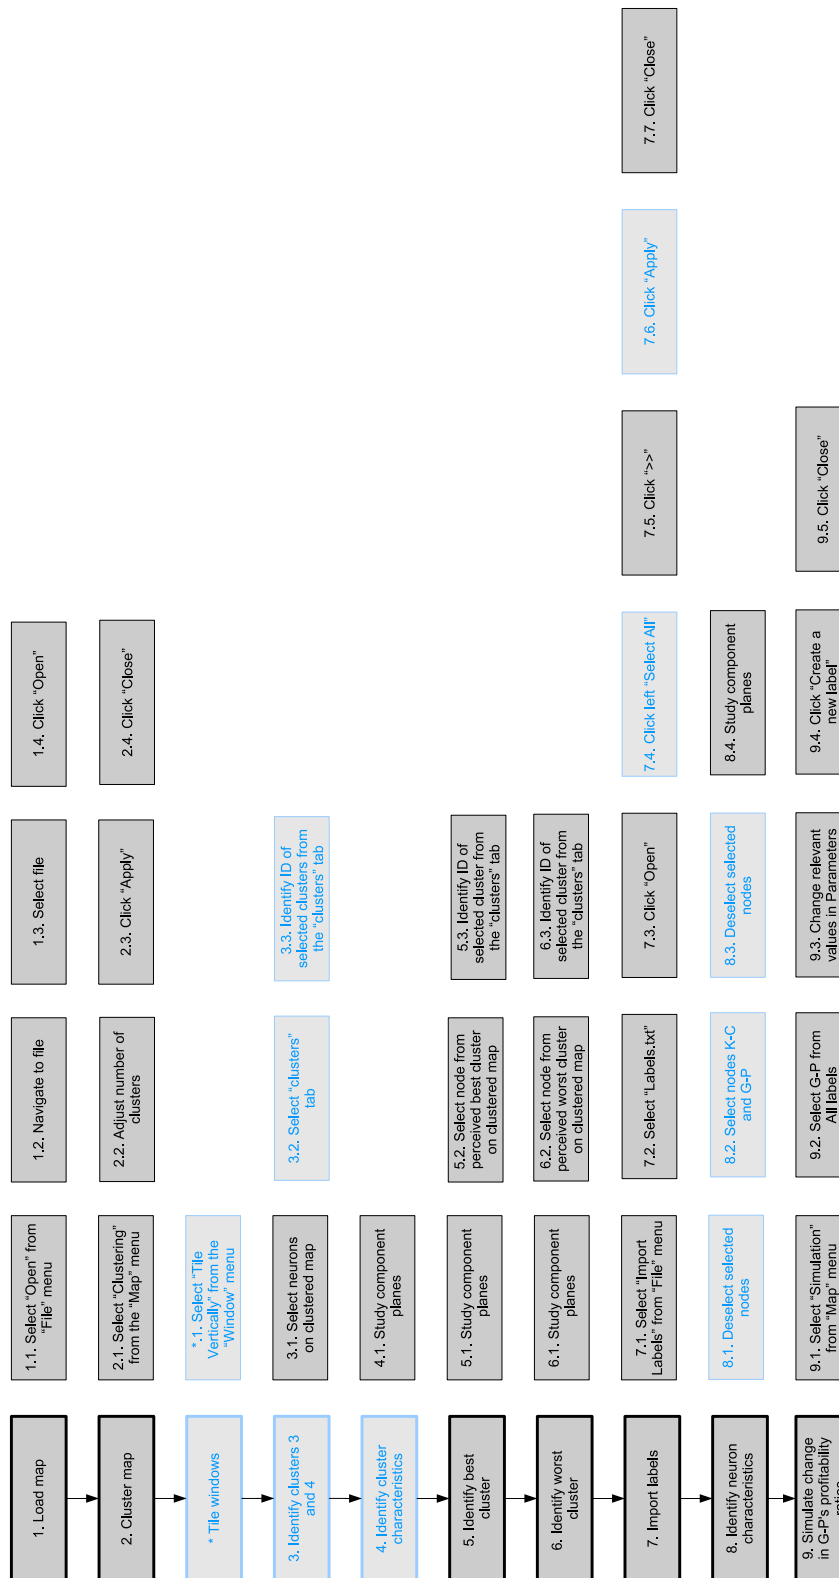 1. Load map
1.1. Select “Open” from
“File” menu
1.2. Navigate to file
1.3. Select file
1.4. Click “Open”
2. Cluster map
2.1. Select “Clustering”
from the “Map” menu
2.2. Adjust number of
clusters
2.3. Click “Apply”
2.4. Click “Close”
* Tile windows
*.1. Select “Tile
Vertically” from the
“Window” menu
3. Identify clusters 3
and 4
3.1. Select neurons
on clustered map
3.2. Select “clusters”
tab
3.3. Identify ID of
selected clusters from
the “clusters” tab
4. Identify cluster
characteristics
4.1. Study component
planes
5. Identify best
cluster
5.1. Study component
planes
5.2. Select node from
perceived best cluster
on clustered map
5.3. Identify ID of
selected cluster from
the “clusters” tab
6. Identify worst
cluster
6.1. Study component
planes
6.2. Select node from
perceived worst cluster
on clustered map
6.3. Identify ID of
selected cluster from
the “clusters” tab
7. Import labels
7.1. Select “Import
Labels” from “File” menu
7.2. Select “Labels.txt”
7.3. Click “Open”
7.4. Click left “Select All”
7.5. Click “>>”
7.6. Click “Apply”
7.7. Click “Close”
8. Identify neuron
characteristics
8.1. Deselect selected
nodes
8.2. Select nodes K-C
and G-P
8.3. Deselect selected
nodes
8.4. Study component
planes
9. Simulate change
in G-P’s profitability
9.1. Select “Simulation”
from “Map” menu
9.2. Select G-P from
All labels
9.3. Change relevant
values in Parameters
9.4. Click “Create a
new label”
9.5. Click “Close”